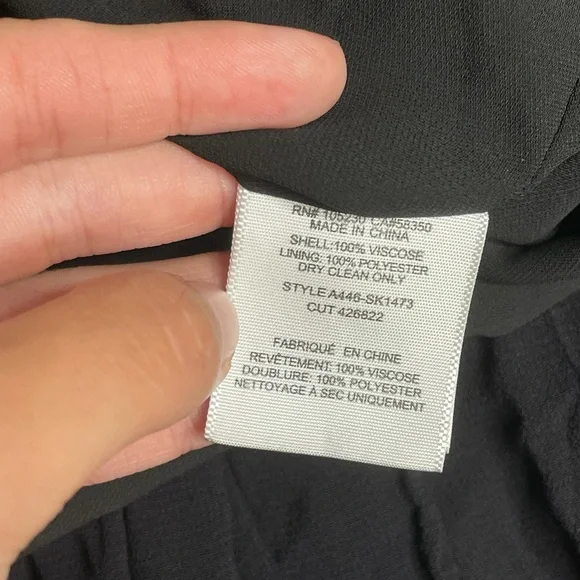 RN# 105230 CA#58350
MADE IN CHINA
SHELL:100% VISCOSE
LINING: 100% POLYESTER
DRY CLEAN ONLY
STYLE A446-SK1473
CUT 426822
FABRIQUÉ EN CHINE
REVÊTEMENT: 100% VISCOSE
DOUBLURE: 100% POLYESTER
NETTOYAGE À SEC UNIQUEMENT